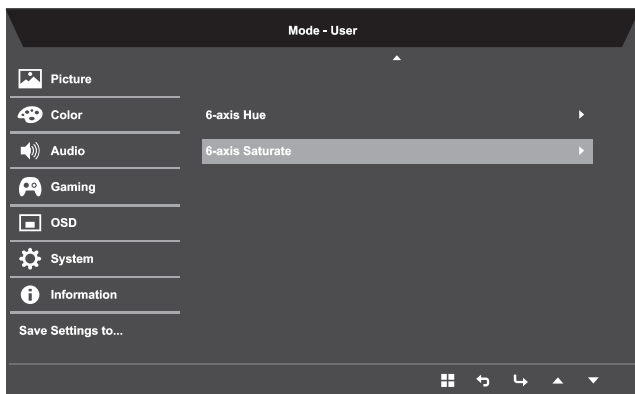 Mode - User
Picture
Color
6-axis Hue
Audio
6-axis Saturate
Gaming
OSD
System
Information
Save Settings to...